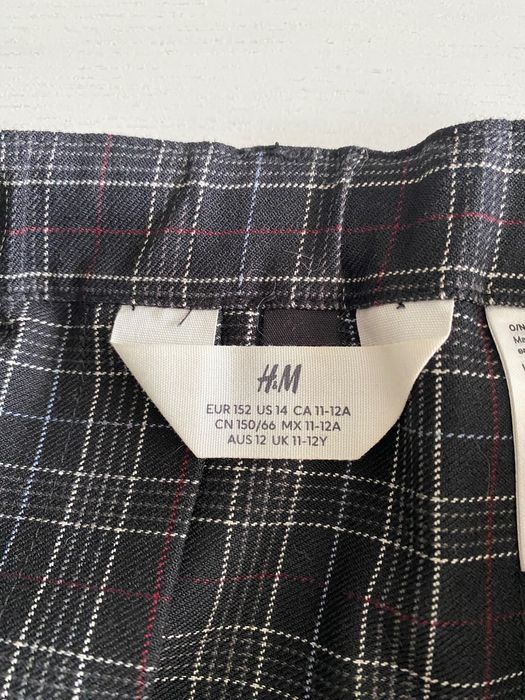 H&M
EUR 152 US 14 CA 11-12A
CN 150/66 MX 11-12A
AUS 12 UK 11-12Y
O/N